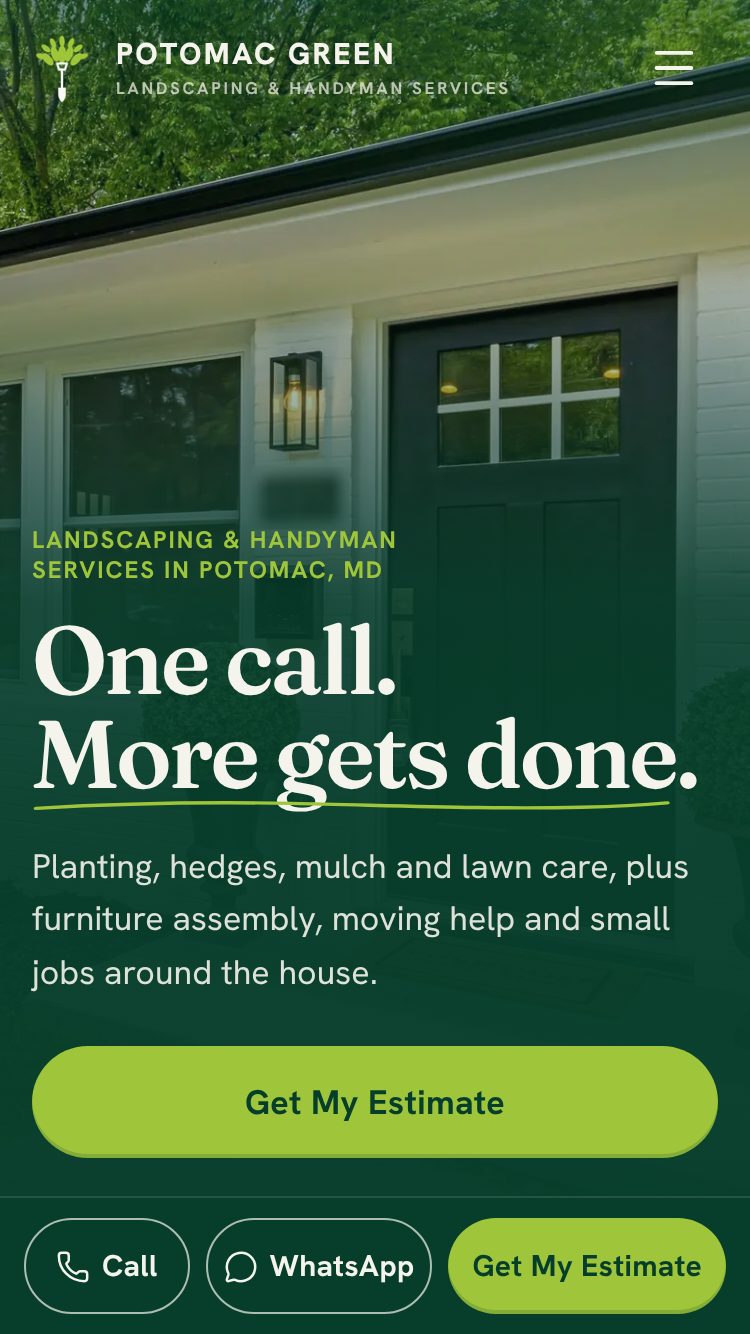 POTOMAC GREEN
LANDSCAPING & HANDYMAN SERVICES
LANDSCAPING & HANDYMAN
SERVICES IN POTOMAC, MD
One call.
More gets done.
Planting, hedges, mulch and lawn care, plus
furniture assembly, moving help and small
jobs around the house.
Get My Estimate
Call
WhatsApp
Get My Estimate